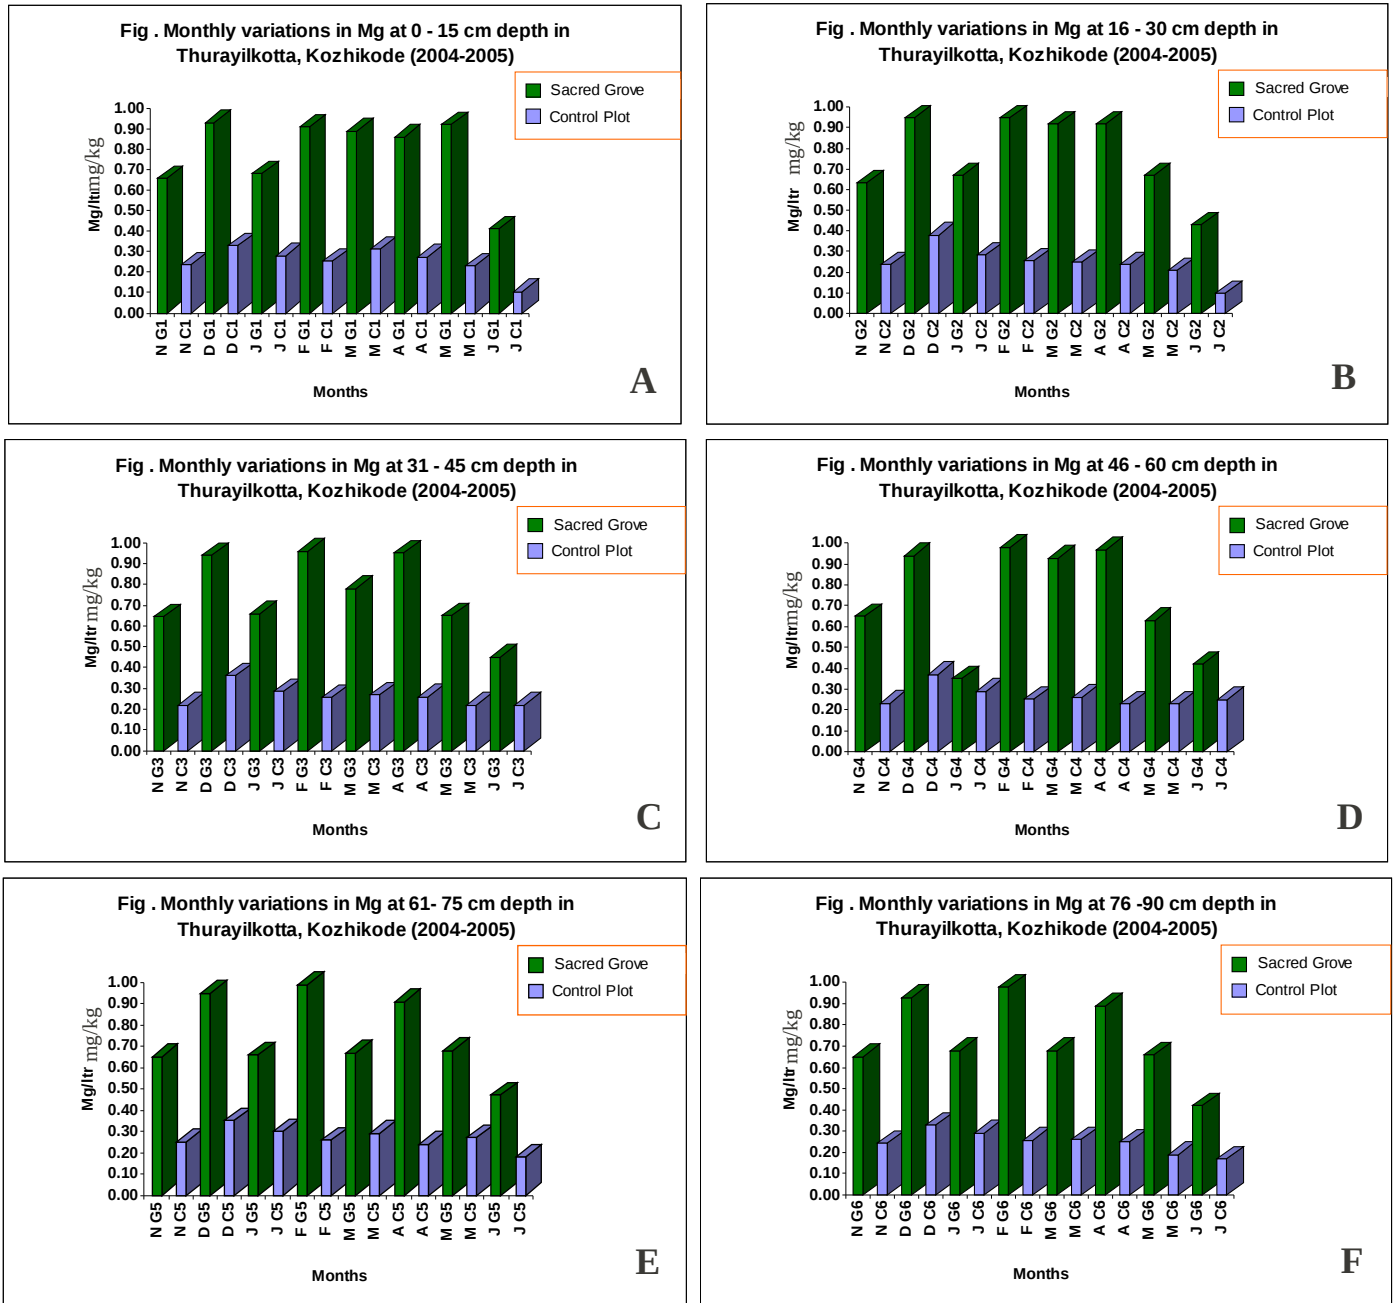 Fig . Monthly variations in Mg at 0 - 15 cm depth in
Thurayilkotta, Kozhikode (2004-2005)
Sacred Grove
Control Plot
Mg/ltr mg/kg
1.00
0.90
0.80
0.70
0.60
0.50
0.40
0.30
0.20
0.10
0.00
N G1
N C1
D G1
D C1
J G1
J C1
F G1
F C1
M G1
M C1
A G1
A C1
M G1
M C1
J G1
J C1
Months
A
Fig . Monthly variations in Mg at 16 - 30 cm depth in
Thurayilkotta, Kozhikode (2004-2005)
Sacred Grove
Control Plot
Mg/ltr mg/kg
1.00
0.90
0.80
0.70
0.60
0.50
0.40
0.30
0.20
0.10
0.00
N G2
N C2
D G2
D C2
J G2
J C2
F G2
F C2
M G2
M C2
A G2
A C2
M G2
M C2
J G2
J C2
Months
B
Fig . Monthly variations in Mg at 31 - 45 cm depth in
Thurayilkotta, Kozhikode (2004-2005)
Sacred Grove
Control Plot
Mg/ltr mg/kg
1.00
0.90
0.80
0.70
0.60
0.50
0.40
0.30
0.20
0.10
0.00
N G3
N C3
D G3
D C3
J G3
J C3
F G3
F C3
M G3
M C3
A G3
A C3
M G3
M C3
J G3
J C3
Months
C
Fig . Monthly variations in Mg at 46 - 60 cm depth in
Thurayilkotta, Kozhikode (2004-2005)
Sacred Grove
Control Plot
Mg/ltr mg/kg
1.00
0.90
0.80
0.70
0.60
0.50
0.40
0.30
0.20
0.10
0.00
N G4
N C4
D G4
D C4
J G4
J C4
F G4
F C4
M G4
M C4
A C4
A C4
M G4
M C4
J G4
J C4
Months
D
Fig . Monthly variations in Mg at 61- 75 cm depth in
Thurayilkotta, Kozhikode (2004-2005)
Sacred Grove
Control Plot
Mg/ltr mg/kg
1.00
0.90
0.80
0.70
0.60
0.50
0.40
0.30
0.20
0.10
0.00
N G5
N C5
D G5
D C5
J G5
J C5
F G5
F C5
M G5
M C5
A C5
A C5
M G5
M C5
J G5
J C5
Months
E
Fig . Monthly variations in Mg at 76 -90 cm depth in
Thurayilkotta, Kozhikode (2004-2005)
Sacred Grove
Control Plot
Mg/ltr mg/kg
1.00
0.90
0.80
0.70
0.60
0.50
0.40
0.30
0.20
0.10
0.00
N G6
N C6
D G6
D C6
J G6
J C6
F G6
F C6
M G6
M C6
A C6
A C6
M G6
M C6
J G6
J C6
Months
F